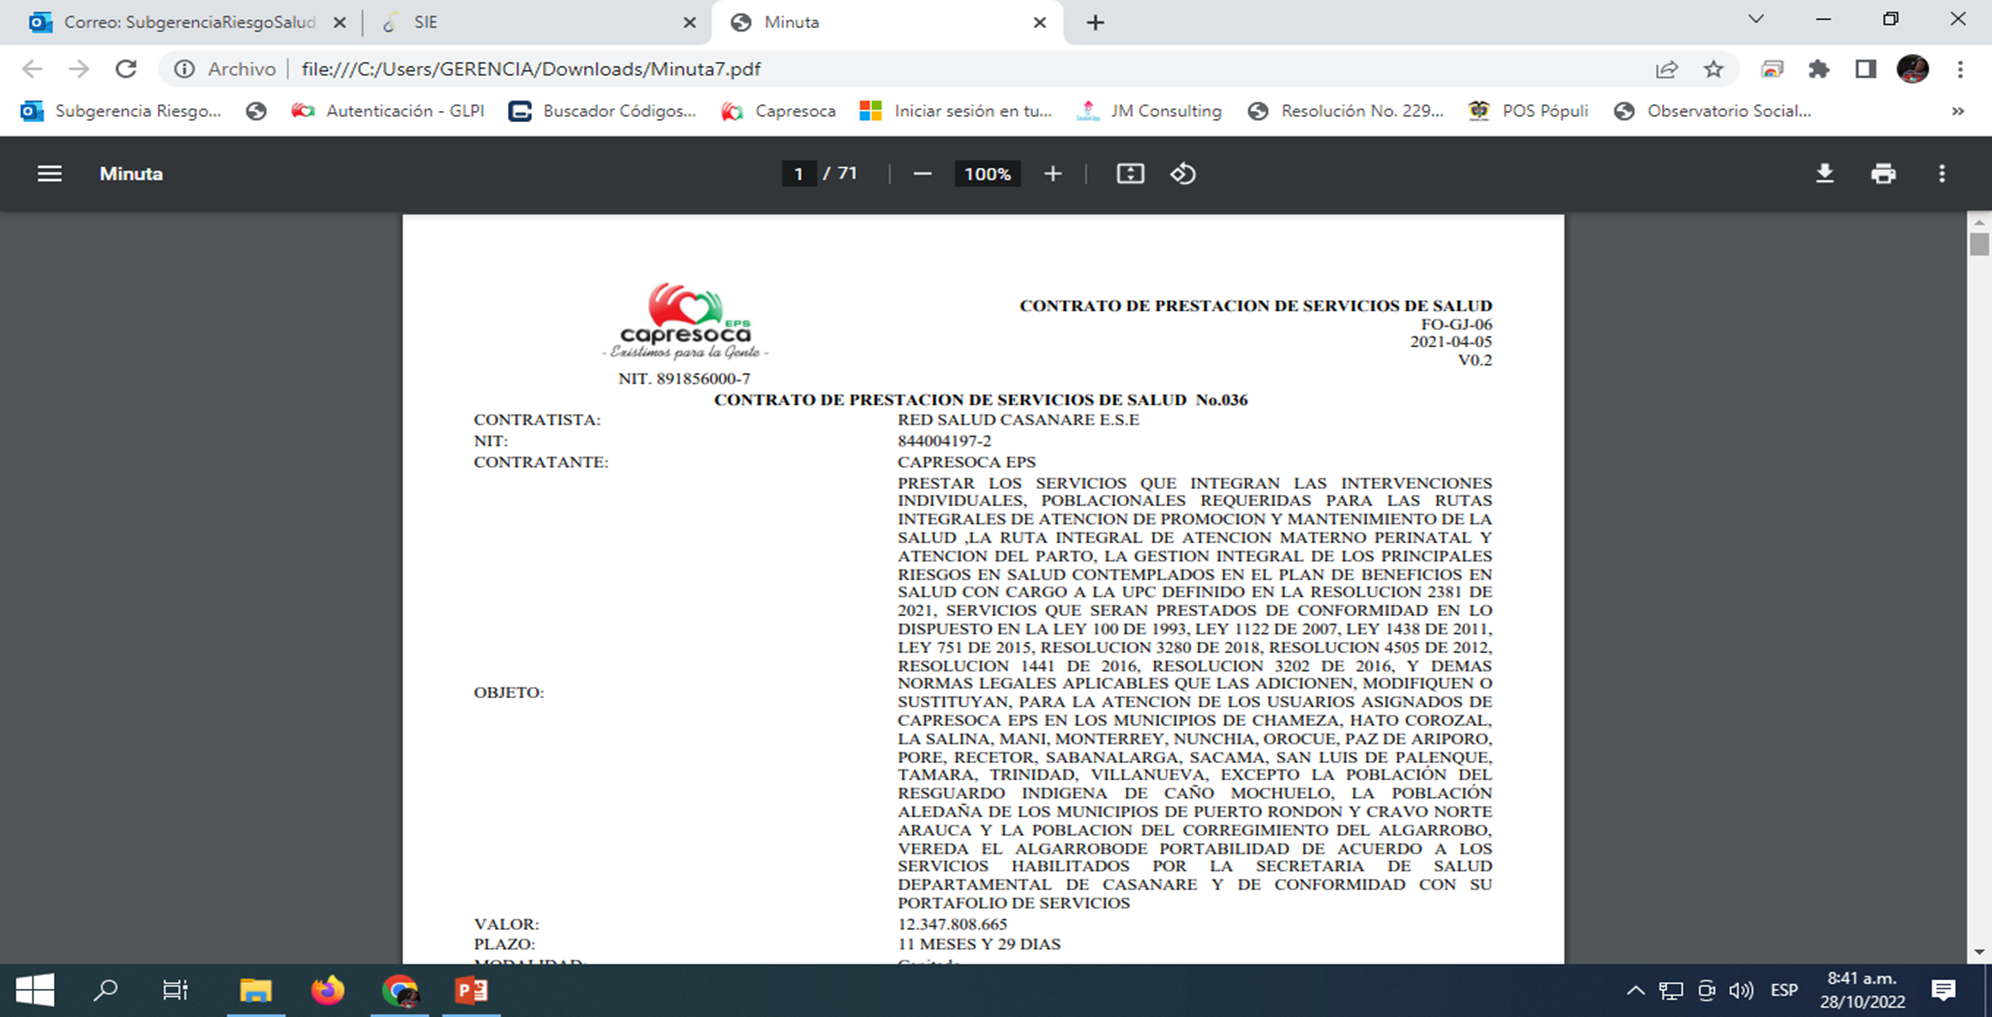 Correo: SubgerenciaRiesgoSalud
SIE
Minuta
Archivo
file:///C:/Users/GERENCIA/Downloads/Minuta7.pdf
Subgerencia Riesgo...
Autenticación - GLPI
Buscador Códigos...
Capresoca
Iniciar sesión en tu...
JM Consulting
Resolución No. 229...
POS Pópuli
Observatorio Social...
»
Minuta
1 / 71
100%
capresoca EPS
- Existimos para la Gente -
NIT. 891856000-7
CONTRATO DE PRESTACION DE SERVICIOS DE SALUD
FO-GJ-06
2021-04-05
V0.2
CONTRATO DE PRESTACION DE SERVICIOS DE SALUD No.036
CONTRATISTA: RED SALUD CASANARE E.S.E
NIT: 844004197-2
CONTRATANTE: CAPRESOCA EPS
OBJETO:
PRESTAR LOS SERVICIOS QUE INTEGRAN LAS INTERVENCIONES
INDIVIDUALES, POBLACIONALES REQUERIDAS PARA LAS RUTAS
INTEGRALES DE ATENCION DE PROMOCION Y MANTENIMIENTO DE LA
SALUD ,LA RUTA INTEGRAL DE ATENCION MATERNO PERINATAL Y
ATENCION DEL PARTO, LA GESTION INTEGRAL DE LOS PRINCIPALES
RIESGOS EN SALUD CONTEMPLADOS EN EL PLAN DE BENEFICIOS EN
SALUD CON CARGO A LA UPC DEFINIDO EN LA RESOLUCION 2381 DE
2021, SERVICIOS QUE SERAN PRESTADOS DE CONFORMIDAD EN LO
DISPUESTO EN LA LEY 100 DE 1993, LEY 1122 DE 2007, LEY 1438 DE 2011,
LEY 751 DE 2015, RESOLUCION 3280 DE 2018, RESOLUCION 4505 DE 2012,
RESOLUCION 1441 DE 2016, RESOLUCION 3202 DE 2016, Y DEMAS
NORMAS LEGALES APLICABLES QUE LAS ADICIONEN, MODIFIQUEN O
SUSTITUYAN, PARA LA ATENCION DE LOS USUARIOS ASIGNADOS DE
CAPRESOCA EPS EN LOS MUNICIPIOS DE CHAMEZA, HATO COROZAL,
LA SALINA, MANI, MONTERREY, NUNCHIA, OROCUE, PAZ DE ARIPORO,
PORE, RECETOR, SABANALARGA, SACAMA, SAN LUIS DE PALENQUE,
TAMARA, TRINIDAD, VILLANUEVA, EXCEPTO LA POBLACIÓN DEL
RESGUARDO INDIGENA DE CAÑO MOCHUELO, LA POBLACIÓN
ALEDAÑA DE LOS MUNICIPIOS DE PUERTO RONDON Y CRAVO NORTE
ARAUCA Y LA POBLACION DEL CORREGIMIENTO DEL ALGARROBO,
VEREDA EL ALGARROBODE PORTABILIDAD DE ACUERDO A LOS
SERVICIOS HABILITADOS POR LA SECRETARIA DE SALUD
DEPARTAMENTAL DE CASANARE Y DE CONFORMIDAD CON SU
PORTAFOLIO DE SERVICIOS
VALOR: 12.347.808.665
PLAZO: 11 MESES Y 29 DIAS
MODALIDAD:
ESP
8:41 a.m.
28/10/2022